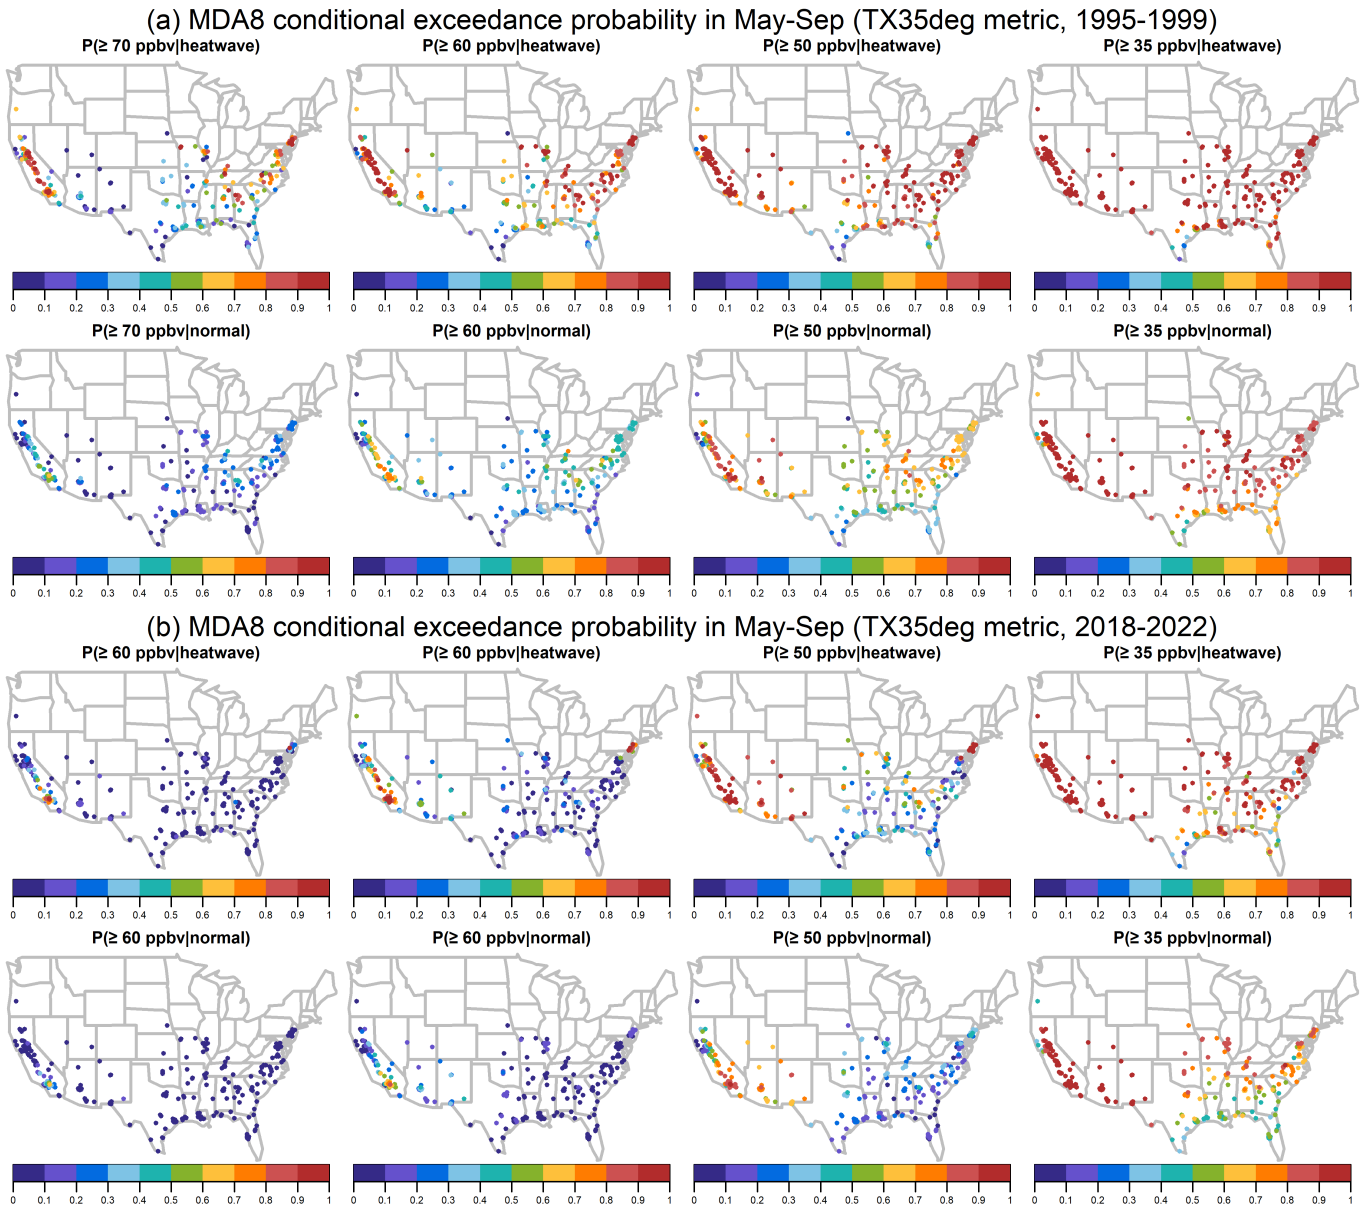 (a) MDA8 conditional exceedance probability in May-Sep (TX35deg metric, 1995-1999)
P(≥ 70 ppbv|heatwave) P(≥ 60 ppbv|heatwave) P(≥ 50 ppbv|heatwave) P(≥ 35 ppbv|heatwave)
0 0.1 0.2 0.3 0.4 0.5 0.6 0.7 0.8 0.9 1 0 0.1 0.2 0.3 0.4 0.5 0.6 0.7 0.8 0.9 1 0 0.1 0.2 0.3 0.4 0.5 0.6 0.7 0.8 0.9 1 0 0.1 0.2 0.3 0.4 0.5 0.6 0.7 0.8 0.9 1
P(≥ 70 ppbv|normal) P(≥ 60 ppbv|normal) P(≥ 50 ppbv|normal) P(≥ 35 ppbv|normal)
0 0.1 0.2 0.3 0.4 0.5 0.6 0.7 0.8 0.9 1 0 0.1 0.2 0.3 0.4 0.5 0.6 0.7 0.8 0.9 1 0 0.1 0.2 0.3 0.4 0.5 0.6 0.7 0.8 0.9 1 0 0.1 0.2 0.3 0.4 0.5 0.6 0.7 0.8 0.9 1
(b) MDA8 conditional exceedance probability in May-Sep (TX35deg metric, 2018-2022)
P(≥ 60 ppbv|heatwave) P(≥ 60 ppbv|heatwave) P(≥ 50 ppbv|heatwave) P(≥ 35 ppbv|heatwave)
0 0.1 0.2 0.3 0.4 0.5 0.6 0.7 0.8 0.9 1 0 0.1 0.2 0.3 0.4 0.5 0.6 0.7 0.8 0.9 1 0 0.1 0.2 0.3 0.4 0.5 0.6 0.7 0.8 0.9 1 0 0.1 0.2 0.3 0.4 0.5 0.6 0.7 0.8 0.9 1
P(≥ 60 ppbv|normal) P(≥ 60 ppbv|normal) P(≥ 50 ppbv|normal) P(≥ 35 ppbv|normal)
0 0.1 0.2 0.3 0.4 0.5 0.6 0.7 0.8 0.9 1 0 0.1 0.2 0.3 0.4 0.5 0.6 0.7 0.8 0.9 1 0 0.1 0.2 0.3 0.4 0.5 0.6 0.7 0.8 0.9 1 0 0.1 0.2 0.3 0.4 0.5 0.6 0.7 0.8 0.9 1